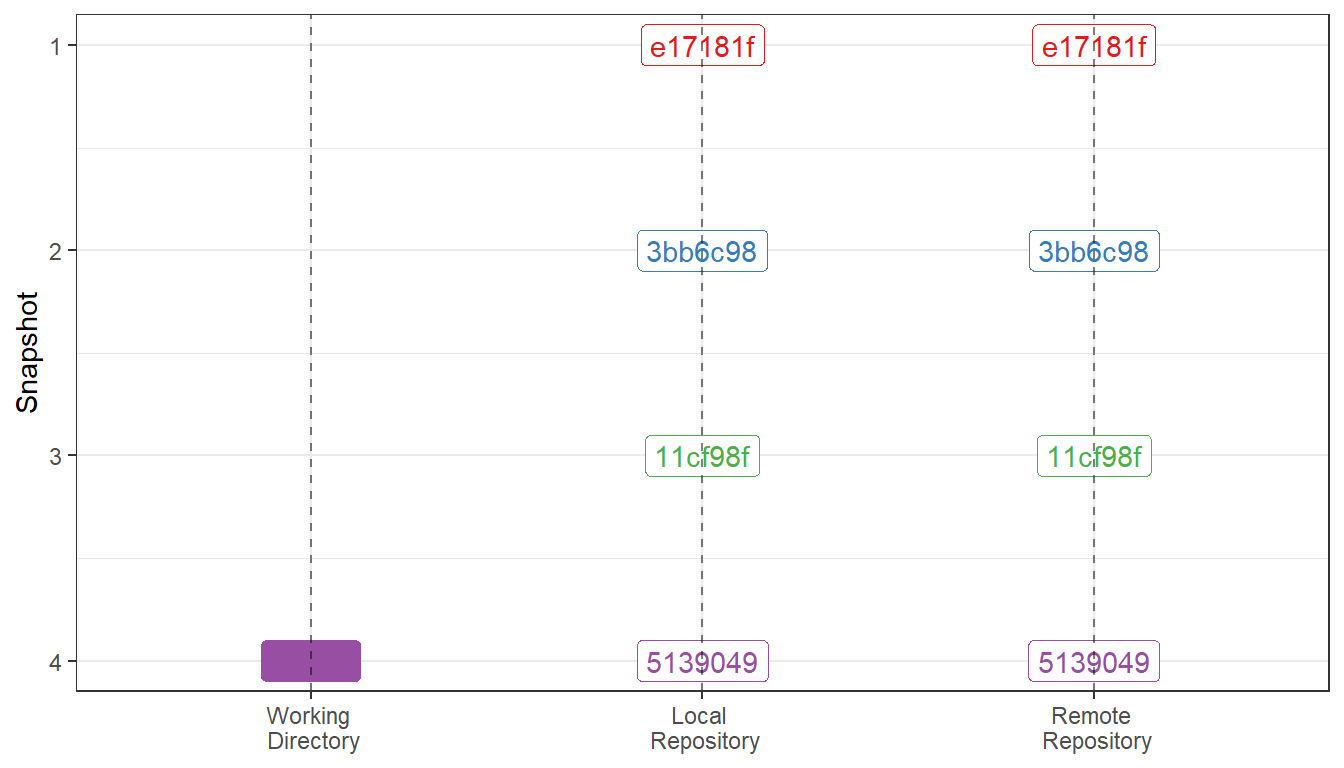 Snapshot
1
e17181f
e17181f
2
3bb6c98
3bb6c98
3
11cf98f
11cf98f
4
5139049
5139049
Working
Directory
Local
Repository
Remote
Repository